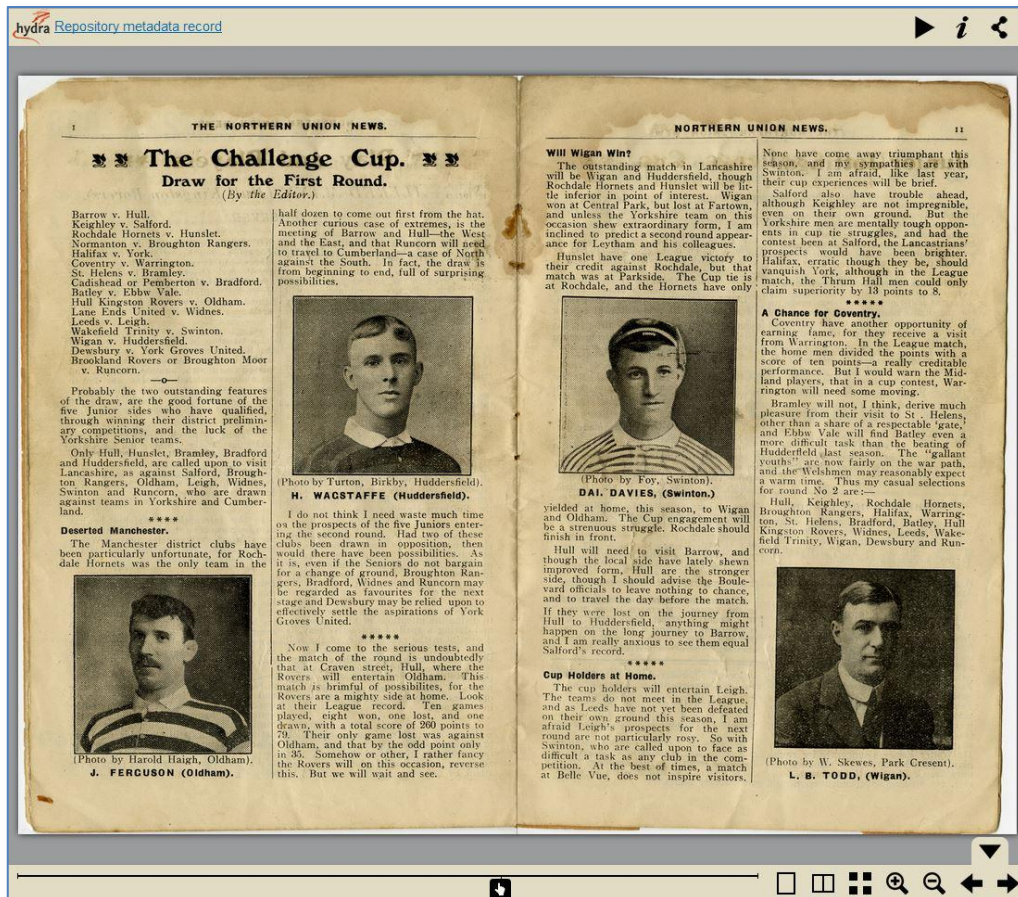 hydra Repository metadata record
1 THE NORTHERN UNION NEWS.
The Challenge Cup.
Draw for the First Round.
(By the Editor.)
Barrow v. Hull.
Keighley v. Salford.
Rochdale Hornets v. Hunslet.
Normanton v. Broughton Rangers.
Halifax v. York.
Coventry v. Warrington.
St. Helens v. Bramley.
Cadishead or Pemberton v. Bradford.
Batley v. Ebbw Vale.
Hull Kingston Rovers v. Oldham.
Lane Ends United v. Widnes.
Leeds v. Leigh.
Wakefield Trinity v. Swinton.
Wigan v. Huddersfield.
Dewsbury v. York Groves United.
Brookland Rovers or Broughton Moor
v. Runcorn.
Probably the two outstanding features
of the draw, are the good fortune of the
five Junior sides who have qualified,
through winning their district prelimin-
ary competitions, and the luck of the
Yorkshire Senior teams.
Only Hull, Hunslet, Bramley, Bradford
and Huddersfield, are called upon to visit
Lancashire, as against Salford, Brough-
ton Rangers, Oldham, Leigh, Widnes,
Swinton and Runcorn, who are drawn
against teams in Yorkshire and Cumber-
land.
****
Deserted Manchester.
The Manchester district clubs have
been particularly unfortunate, for Roch-
dale Hornets was the only team in the
(Photo by Harold Haigh, Oldham).
J. FERGUSON (Oldham).
half dozen to come out first from the hat.
Another curious case of extremes, is the
meeting of Barrow and Hull—the West
and the East, and that Runcorn will need
to travel to Cumberland—a case of North
against the South. In fact, the draw is
from beginning to end, full of surprising
possibilities.
(Photo by Turton, Birkby, Huddersfield).
H. WAGSTAFFE (Huddersfield).
I do not think I need waste much time
on the prospects of the five Juniors enter-
ing the second round. Had two of these
clubs been drawn in opposition, then
would there have been possibilities. As
it is, even if the Seniors do not bargain
for a change of ground, Broughton Ran-
gers, Bradford, Widnes and Runcorn may
be regarded as favourites for the next
stage and Dewsbury may be relied upon to
effectively settle the aspirations of York
Groves United.
*****
Now I come to the serious tests, and
the match of the round is undoubtedly
that at Craven street, Hull, where the
Rovers will entertain Oldham. This
match is brimful of possibilites, for the
Rovers are a mighty side at home. Look
at their League record. Ten games
played, eight won, one lost, and one
drawn, with a total score of 260 points to
79. Their only game lost was against
Oldham, and that by the odd point only
in 35. Somehow or other, I rather fancy
the Rovers will on this occasion, reverse
this. But we will wait and see.
NORTHERN UNION NEWS. 11
Will Wigan Win?
The outstanding match in Lancashire
will be Wigan and Huddersfield, though
Rochdale Hornets and Hunslet will be lit-
tle inferior in point of interest. Wigan
won at Central Park, but lost at Fartown,
and unless the Yorkshire team on this
occasion shew extraordinary form, I am
inclined to predict a second round appear-
ance for Leytham and his colleagues.
Hunslet have one League victory to
their credit against Rochdale, but that
match was at Parkside. The Cup tie is
at Rochdale, and the Hornets have only
(Photo by Foy, Swinton).
DAI. DAVIES, (Swinton.)
yielded at home, this season, to Wigan
and Oldham. The Cup engagement will
be a strenuous struggle. Rochdale should
finish in front.
Hull will need to visit Barrow, and
though the local side have lately shewn
improved form, Hull are the stronger
side, though I should advise the Boule-
vard officials to leave nothing to chance,
and to travel the day before the match.
If they were lost on the journey from
Hull to Huddersfield, anything might
happen on the long journey to Barrow,
and I am really anxious to see them equal
Salford's record.
*****
Cup Holders at Home.
The cup holders will entertain Leigh.
The teams do not meet in the League,
and as Leeds have not yet been defeated
on their own ground this season, I am
afraid Leigh's prospects for the next
round are not particularly rosy. So with
Swinton, who are called upon to face as
difficult a task as any club in the com-
petition. At the best of times, a match
at Belle Vue, does not inspire visitors.
None have come away triumphant this
season, and my sympathies are with
Swinton. I am afraid, like last year,
their cup experiences will be brief.
Salford also have trouble ahead,
although Keighley are not impregnible,
even on their own ground. But the
Yorkshire men are mentally tough oppon-
ents in cup tie struggles, and had the
contest been at Salford, the Lancastrians'
prospects would have been brighter.
Halifax, erratic though they be, should
vanquish York, although in the League
match, the Thrum Hall men could only
claim superiority by 13 points to 8.
*****
A Chance for Coventry.
Coventry have another opportunity of
earning fame, for they receive a visit
from Warrington. In the League match,
the home men divided the points with a
score of ten points—a really creditable
performance. But I would warn the Mid-
land players, that in a cup contest, War-
rington will need some moving.
Bramley will not, I think, derive much
pleasure from their visit to St . Helens,
other than a share of a respectable 'gate,'
and Ebbw Vale will find Batley even a
more difficult task than the beating of
Hudderfield last season. The "gallant
youths" are now fairly on the war path,
and the Welshmen may reasonably expect
a warm time. Thus my casual selections
for round No 2 are:—
Hull, Keighley, Rochdale Hornets,
Broughton Rangers, Halifax, Warring-
ton, St. Helens, Bradford, Batley, Hull
Kingston Rovers, Widnes, Leeds, Wake-
field Trinity, Wigan, Dewsbury and Run-
corn.
(Photo by W. Skewes, Park Cresent).
L. B. TODD, (Wigan).